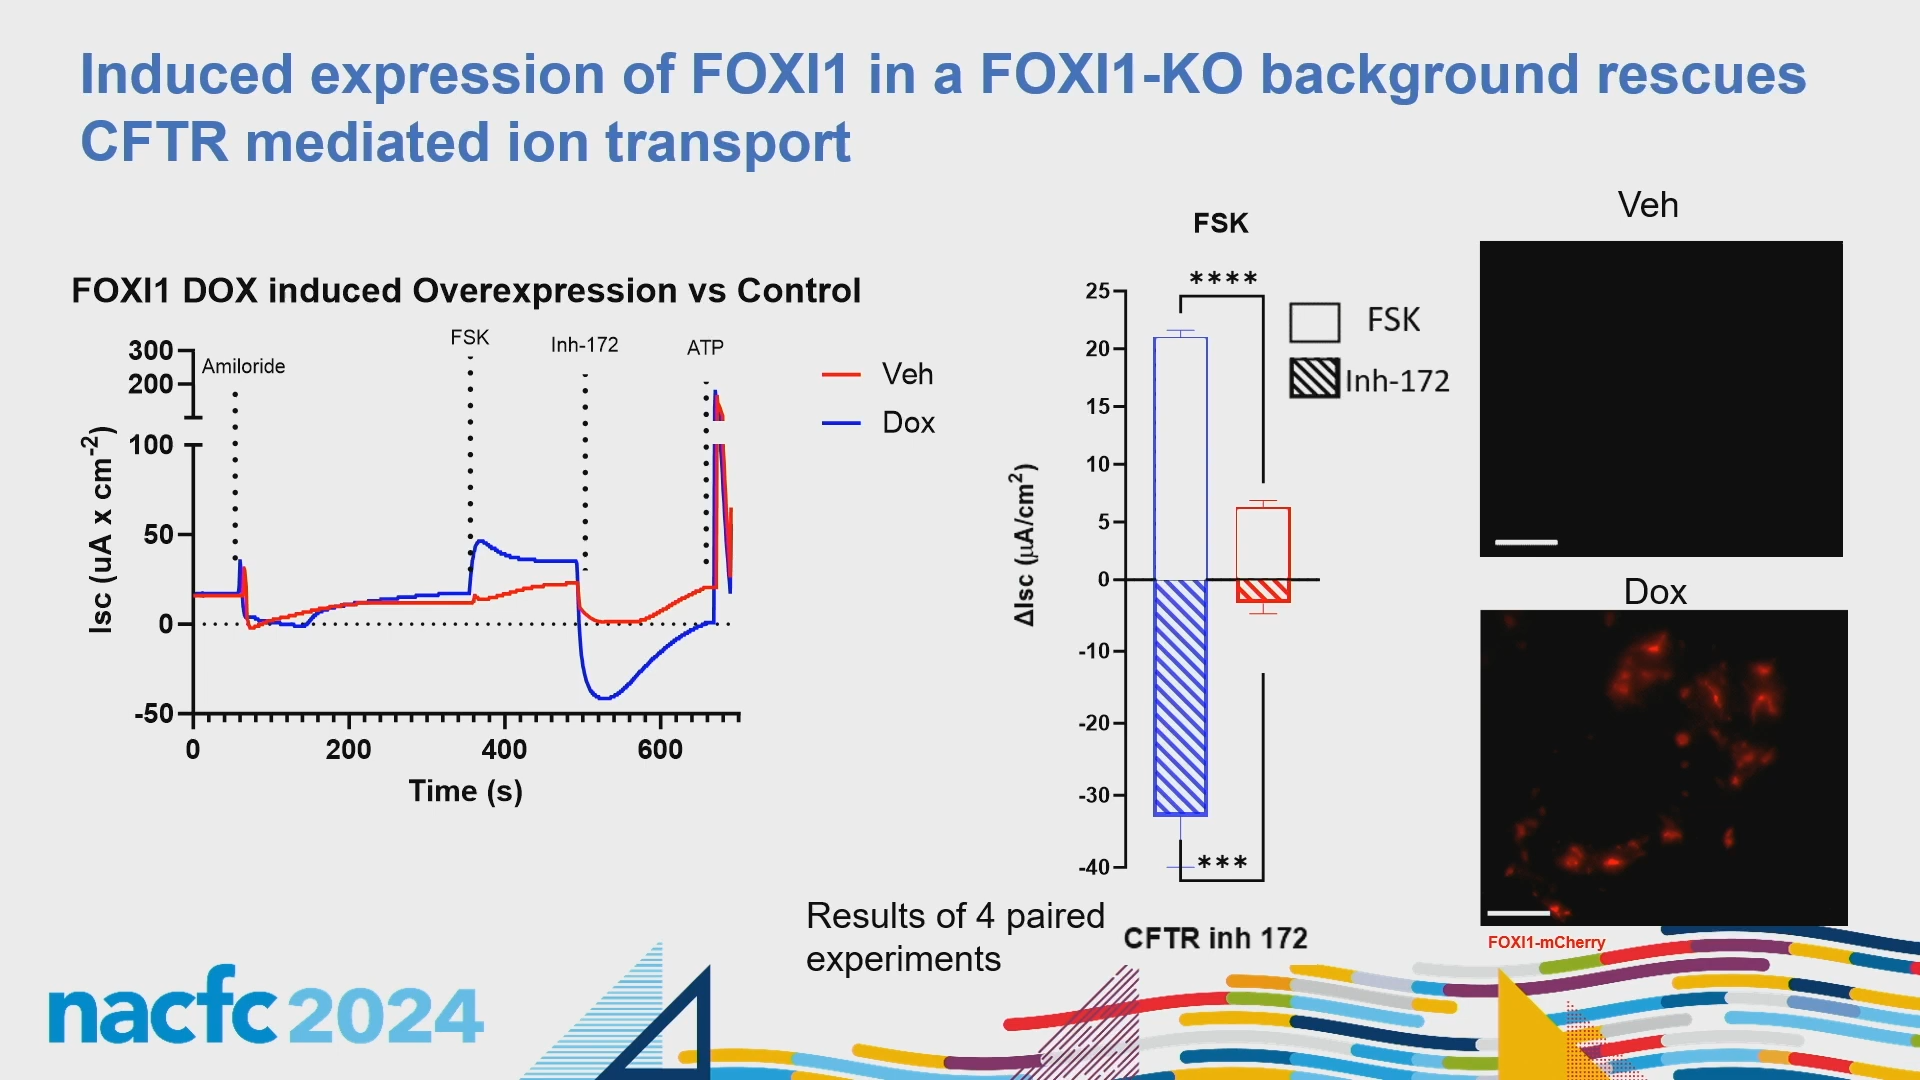 Induced expression of FOXI1 in a FOXI1-KO background rescues
CFTR mediated ion transport
FOXI1 DOX induced Overexpression vs Control
Isc (uA x cm-2)
300
200
100
50
0
-50
Amiloride
FSK
Inh-172
ATP
Veh
Dox
0 200 400 600
Time (s)
FSK
****
ΔIsc (µA/cm2)
25
20
15
10
5
0
-10
-20
-30
-40
FSK
Inh-172
***
CFTR inh 172
Results of 4 paired
experiments
Veh
Dox
FOXI1-mCherry
nacfc 2024